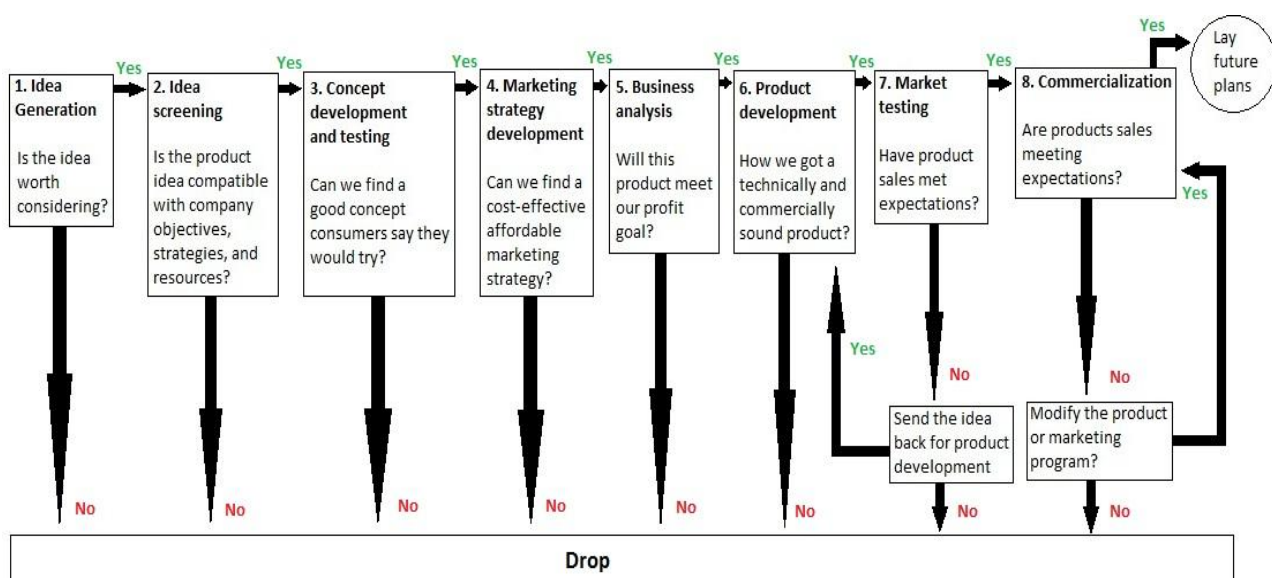 1. Idea
Generation
Is the idea
worth
considering?
Yes
2. Idea
screening
Is the product
idea compatible
with company
objectives,
strategies, and
resources?
Yes
3. Concept
development
and testing
Can we find a
good concept
consumers say they
would try?
Yes
4. Marketing
strategy
development
Can we find a
cost-effective
affordable
marketing
strategy?
Yes
5. Business
analysis
Will this
product meet
our profit
goal?
Yes
6. Product
development
How we got a
technically and
commercially
sound product?
Yes
7. Market
testing
Have product
sales met
expectations?
Yes
8. Commercialization
Are products sales
meeting
expectations?
Yes
Lay
future
plans
Yes
Yes
No
No
Send the idea
back for product
development
Modify the product
or marketing
program?
No
No
No
No
No
No
No
No
Drop